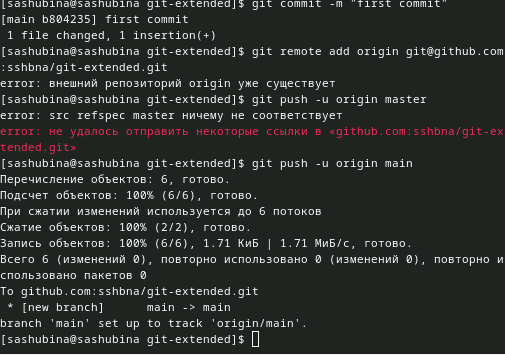 [sashubina@sashubina git-extended]$ git commit -m "first commit"
[main b804235] first commit
 1 file changed, 1 insertion(+)
[sashubina@sashubina git-extended]$ git remote add origin git@github.com
:sshbna/git-extended.git
error: внешний репозиторий origin уже существует
[sashubina@sashubina git-extended]$ git push -u origin master
error: src refspec master ничему не соответствует
error: не удалось отправить некоторые ссылки в «github.com:sshbna/git-ex
tended.git»
[sashubina@sashubina git-extended]$ git push -u origin main
Перечисление объектов: 6, готово.
Подсчет объектов: 100% (6/6), готово.
При сжатии изменений используется до 6 потоков
Сжатие объектов: 100% (2/2), готово.
Запись объектов: 100% (6/6), 1.71 КиБ | 1.71 МиБ/с, готово.
Всего 6 (изменений 0), повторно использовано 0 (изменений 0), повторно и
спользовано пакетов 0
To github.com:sshbna/git-extended.git
 * [new branch]      main -> main
branch 'main' set up to track 'origin/main'.
[sashubina@sashubina git-extended]$